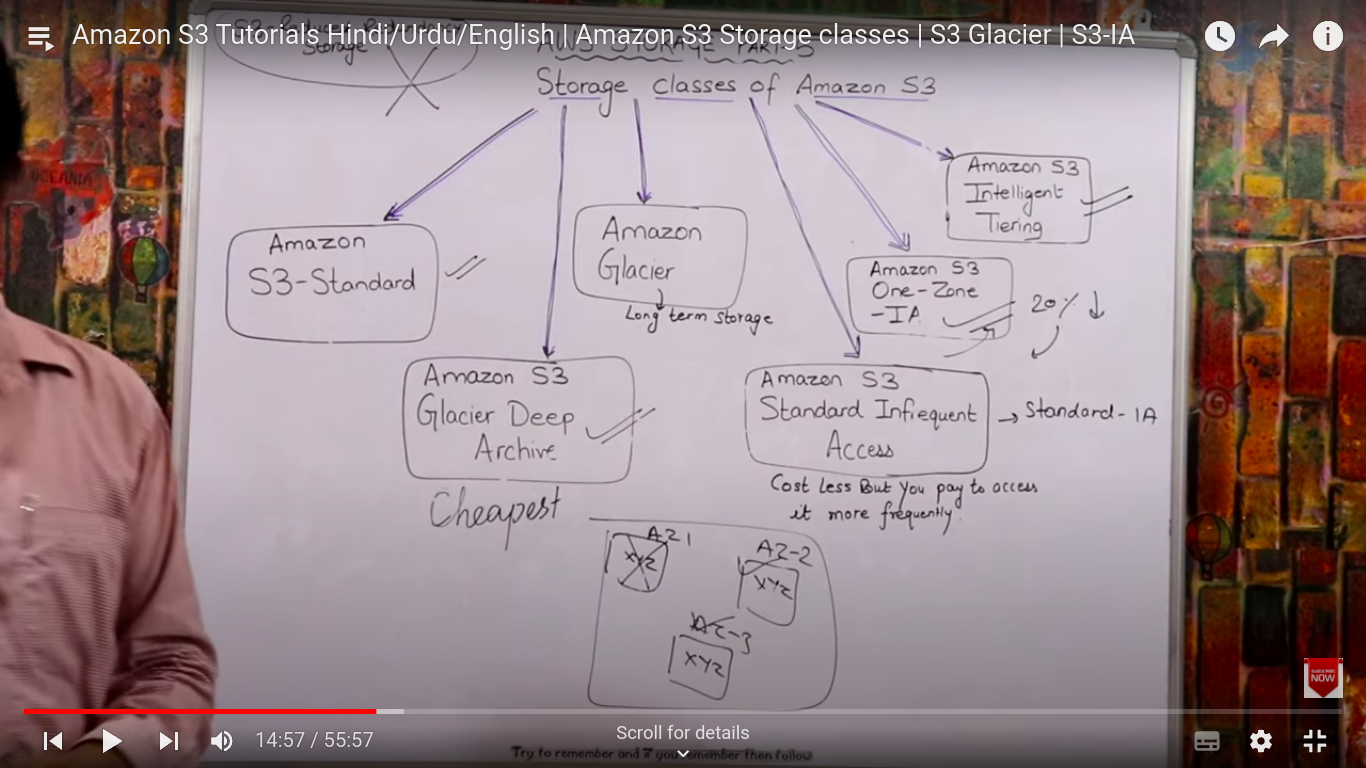 Amazon S3 Tutorials Hindi/Urdu/English | Amazon S3 Storage classes | S3 Glacier | S3-IA
Storage
AWS STORAGE PART-3
Storage classes of Amazon S3
OCEANIA
Amazon S3
Intelligent
Tiering
Amazon
S3-Standard
Amazon
Glacier
Long term storage
Amazon S3
One-Zone
-IA
20% ↓
Amazon S3
Glacier Deep
Archive
Cheapest
Amazon S3
Standard Infrequent
Access
→ Standard-IA
Cost Less But You pay to access
it more frequently.
AZ1
XYZ
AZ-2
XYZ
AZ-3
XYZ
SUBSCRIBE
NOW
14:57 / 55:57
Scroll for details
Try to remember and if you remember then follow